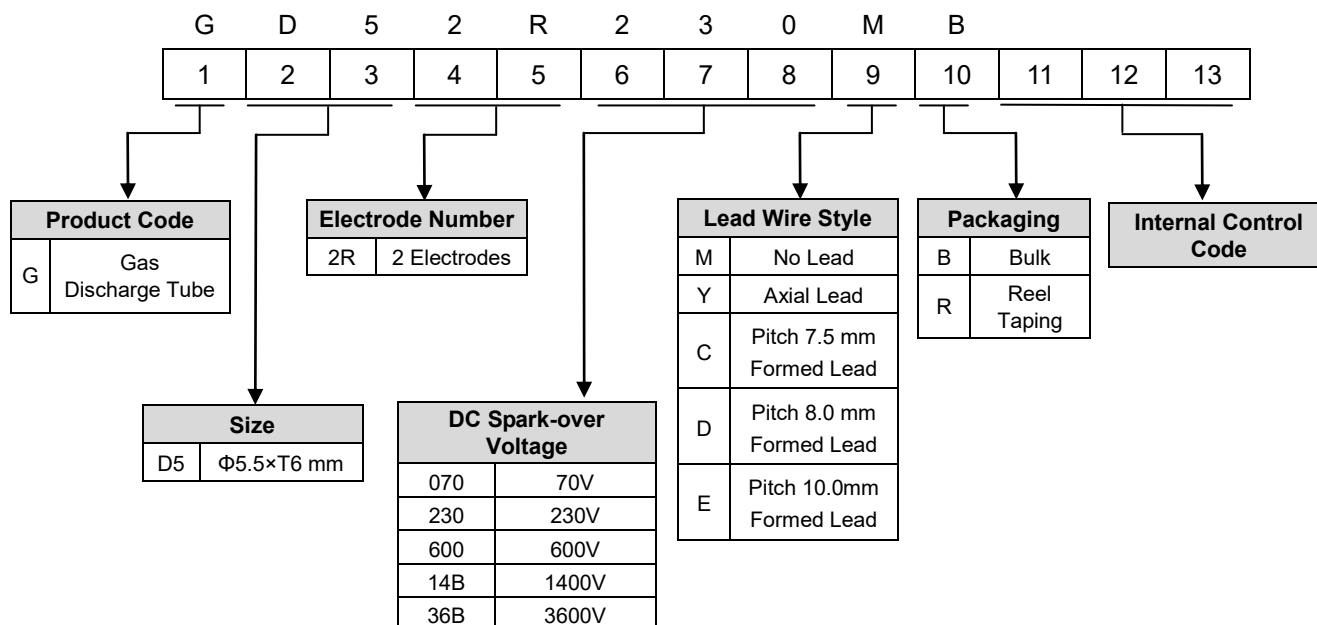 G D 5 2 R 2 3 0 M B
1 2 3 4 5 6 7 8 9 10 11 12 13
Product Code
G Gas
Discharge Tube
Electrode Number
2R 2 Electrodes
Lead Wire Style
M No Lead
Y Axial Lead
C Pitch 7.5 mm
Formed Lead
D Pitch 8.0 mm
Formed Lead
E Pitch 10.0mm
Formed Lead
Packaging
B Bulk
R Reel
Taping
Internal Control
Code
Size
D5 Φ5.5×T6 mm
DC Spark-over
Voltage
070 70V
230 230V
600 600V
14B 1400V
36B 3600V